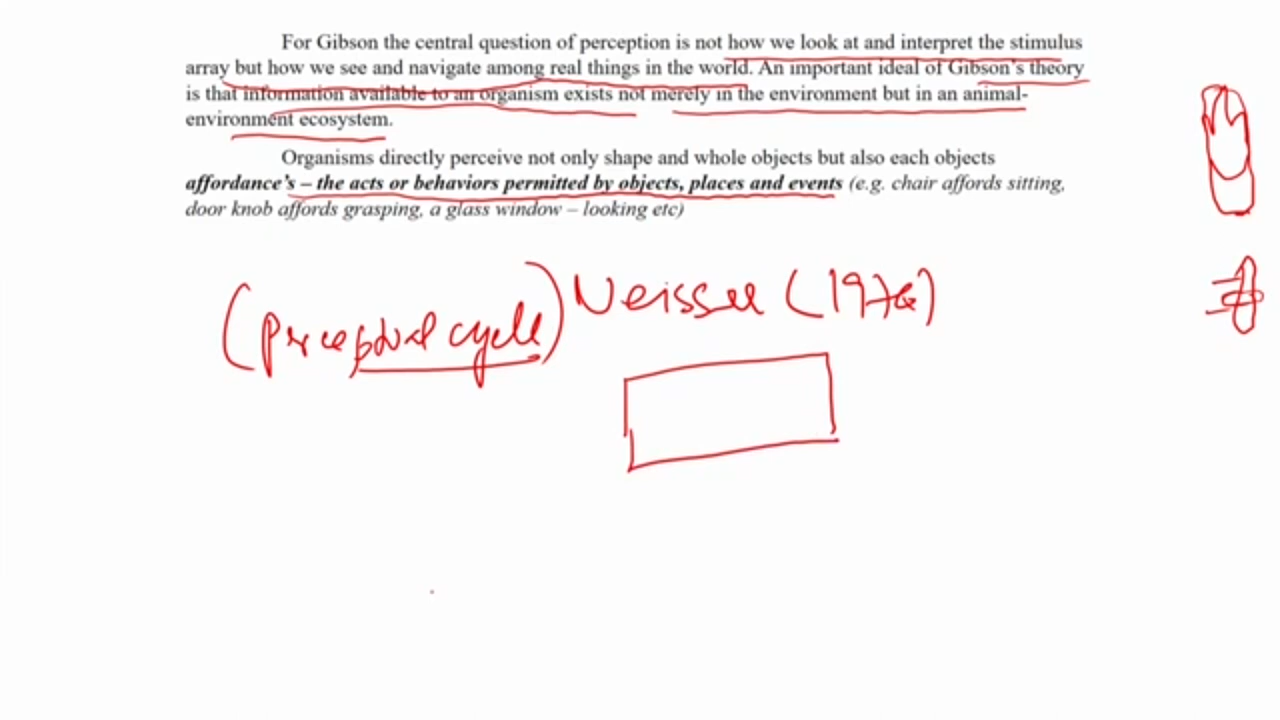 For Gibson the central question of perception is not how we look at and interpret the stimulus
array but how we see and navigate among real things in the world. An important ideal of Gibson's theory
is that information available to an organism exists not merely in the environment but in an animal-
environment ecosystem.
Organisms directly perceive not only shape and whole objects but also each objects
affordance's – the acts or behaviors permitted by objects, places and events (e.g. chair affords sitting,
door knob affords grasping, a glass window – looking etc)
(Perceptual cycle) Neisser (1976)